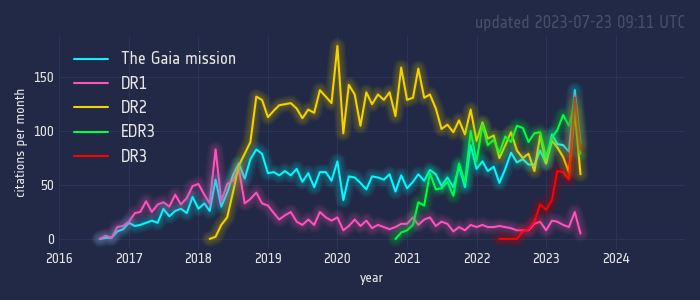 updated 2023-07-23 09:11 UTC
The Gaia mission
DR1
DR2
EDR3
DR3
citations per month
150
100
50
0
2016 2017 2018 2019 2020 2021 2022 2023 2024
year